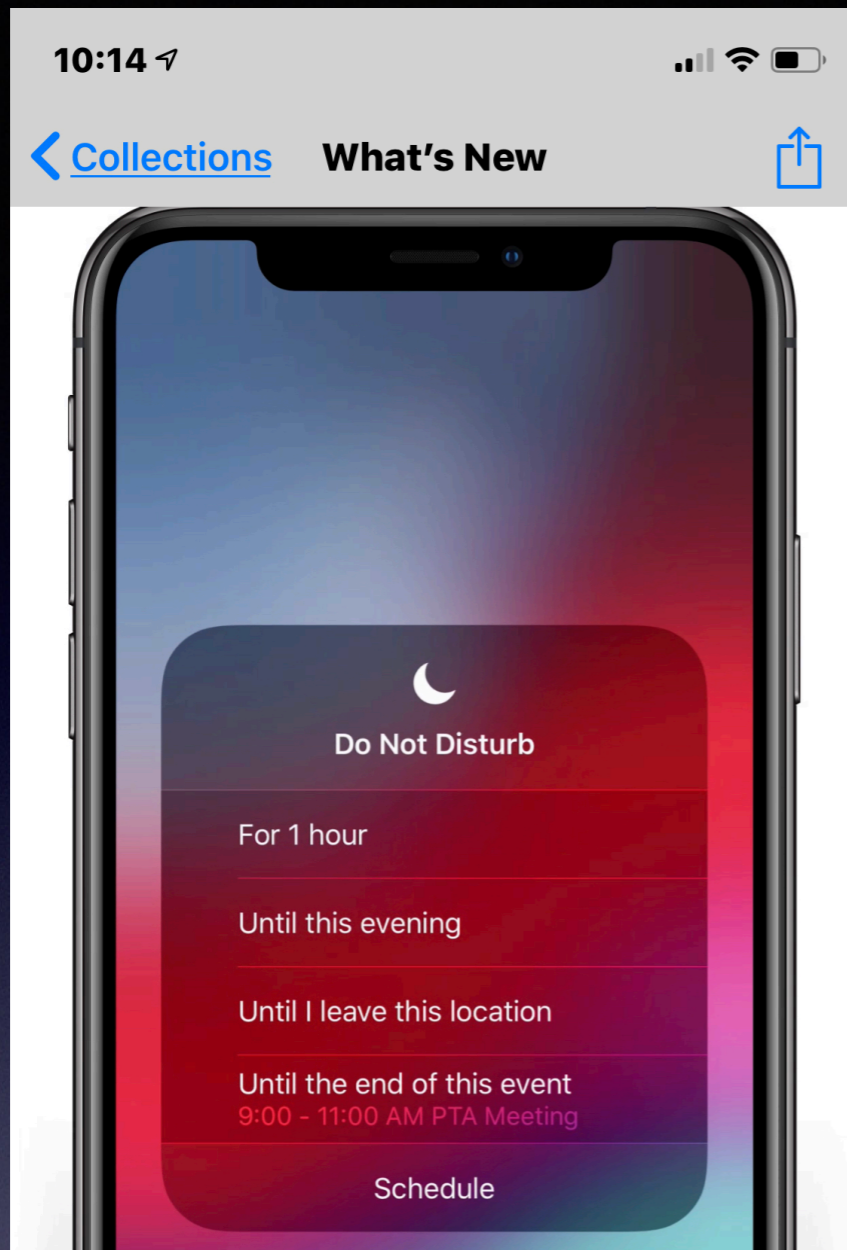 10:14
Collections
What's New
Do Not Disturb
For 1 hour
Until this evening
Until I leave this location
Until the end of this event
9:00 - 11:00 AM PTA Meeting
Schedule